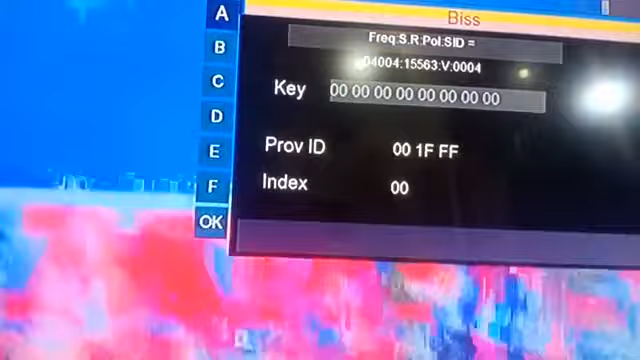 Biss
A
Freq:S.R:Pol:SID =
B
04004:15563:V:0004
C
Key 00 00 00 00 00 00 00 00
D
E
Prov ID 00 1F FF
F
Index 00
OK